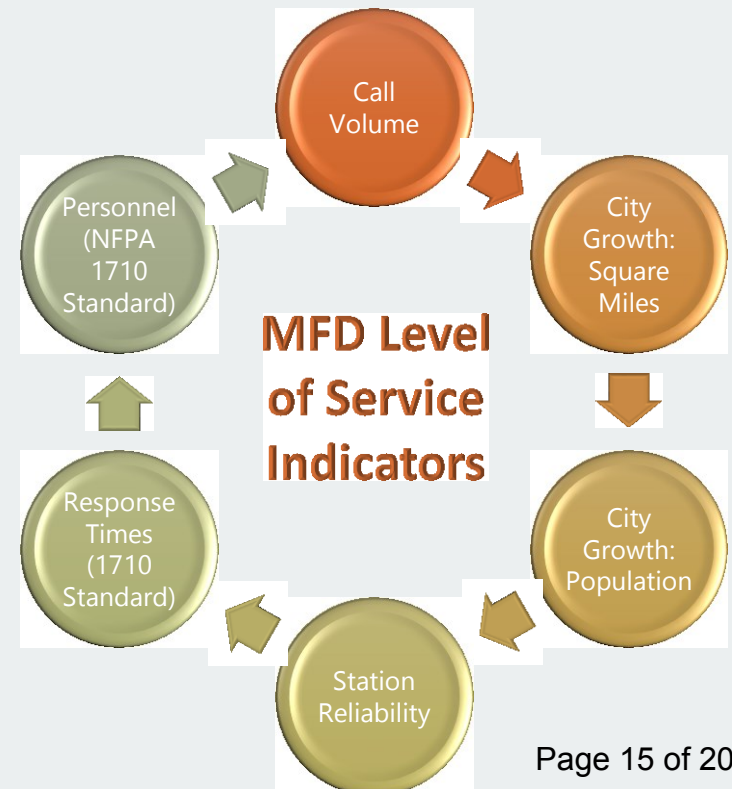 Call
Volume
City
Growth:
Square
Miles
City
Growth:
Population
Station
Reliability
Response
Times
(1710
Standard)
Personnel
(NFPA
1710
Standard)
MFD Level
of Service
Indicators
Page 15 of 20